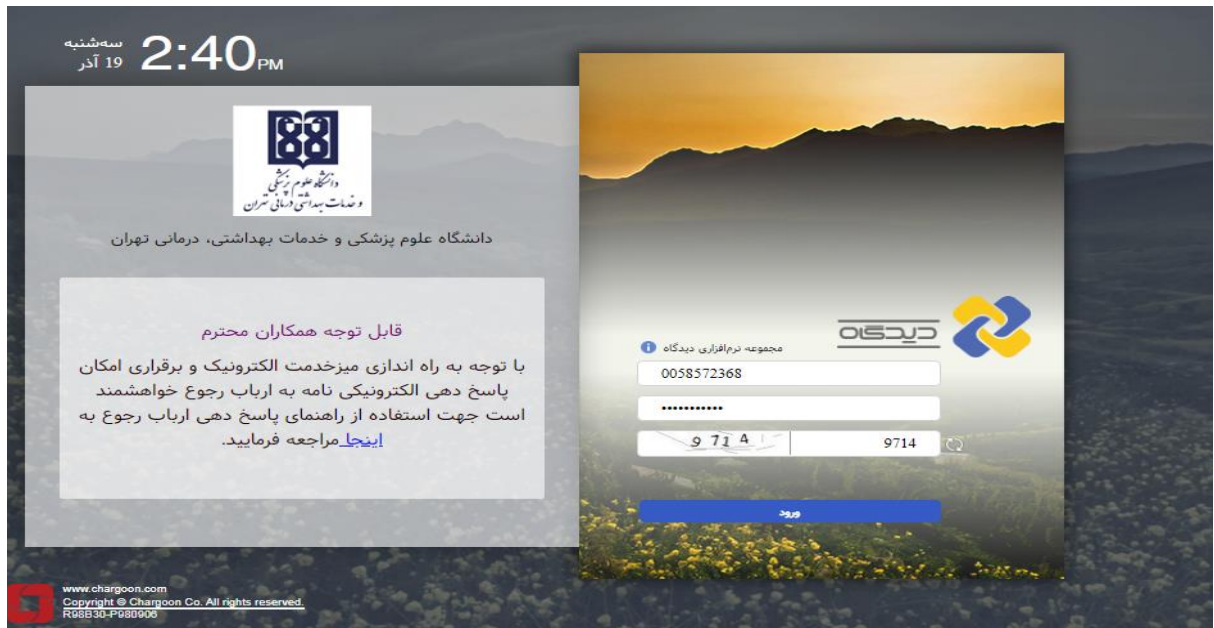 سه‌شنبه
19 آذر
2:40 PM
دانشگاه علوم پزشکی
و خدمات بهداشتی درمانی تهران
دانشگاه علوم پزشکی و خدمات بهداشتی، درمانی تهران
قابل توجه همکاران محترم
با توجه به راه اندازی میزخدمت الکترونیک و برقراری امکان
پاسخ دهی الکترونیکی نامه به ارباب رجوع خواهشمند
است جهت استفاده از راهنمای پاسخ دهی ارباب رجوع به
اینجا مراجعه فرمایید.
دیدگاه
مجموعه نرم‌افزاری دیدگاه
0058572368
•••••••••••
9714
9714
ورود
www.chargoon.com
Copyright © Chargoon Co. All rights reserved.
R98B30-P980906